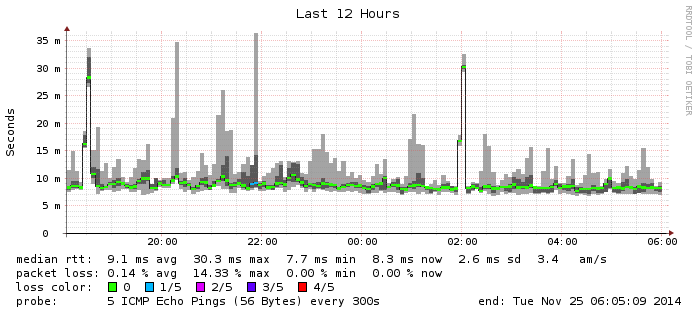 Last 12 Hours
RRDTOOL / TOBI OETIKER
Seconds
35 m
30 m
25 m
20 m
15 m
10 m
5 m
0
20:00 22:00 00:00 02:00 04:00 06:00
median rtt: 9.1 ms avg 30.3 ms max 7.7 ms min 8.3 ms now 2.6 ms sd 3.4 am/s
packet loss: 0.14 % avg 14.33 % max 0.00 % min 0.00 % now
loss color: 0 1/5 2/5 3/5 4/5
probe: 5 ICMP Echo Pings (56 Bytes) every 300s end: Tue Nov 25 06:05:09 2014